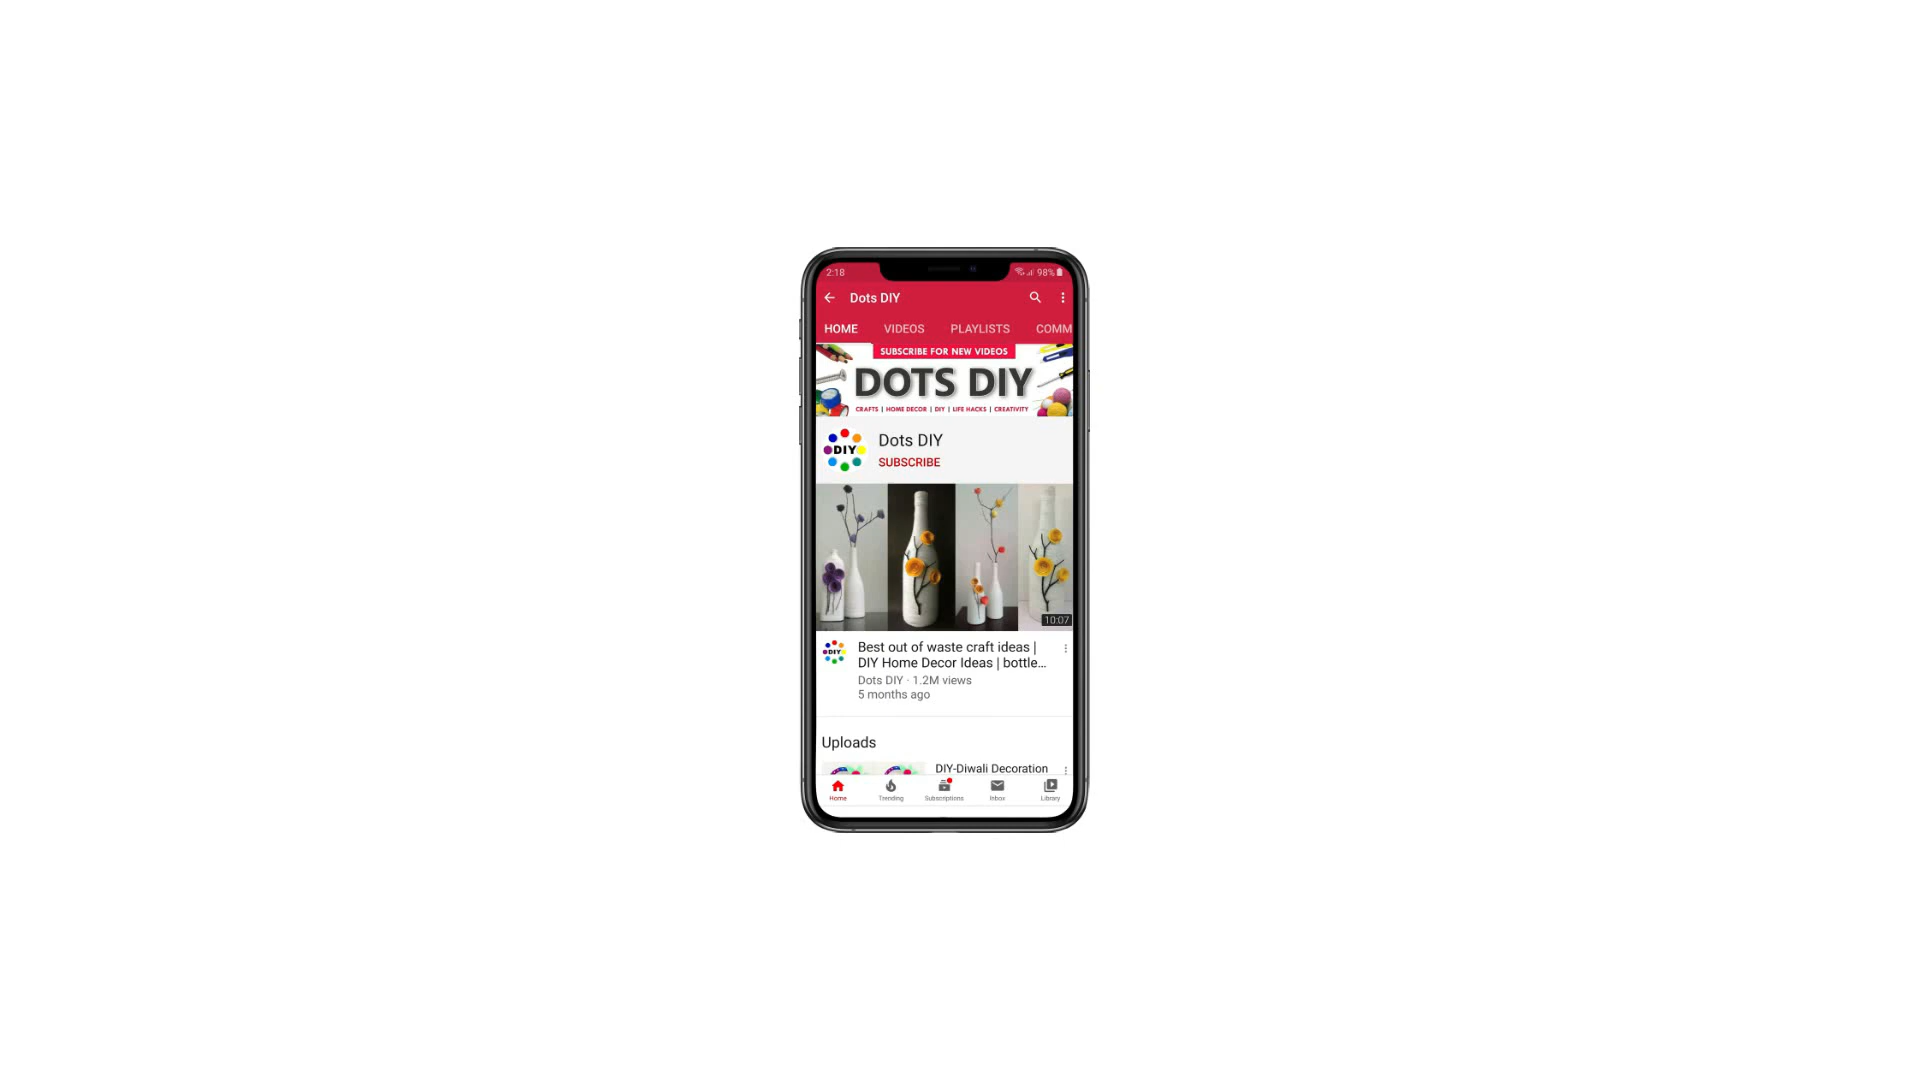 2:18
98%
Dots DIY
HOME VIDEOS PLAYLISTS COMM
SUBSCRIBE FOR NEW VIDEOS
DOTS DIY
CRAFTS | HOME DECOR | DIY | LIFE HACKS | CREATIVITY
DIY
Dots DIY
SUBSCRIBE
10:07
DIY
Best out of waste craft ideas |
DIY Home Decor Ideas | bottle...
Dots DIY · 1.2M views
5 months ago
Uploads
DIY-Diwali Decoration
Home Trending Subscriptions Inbox Library